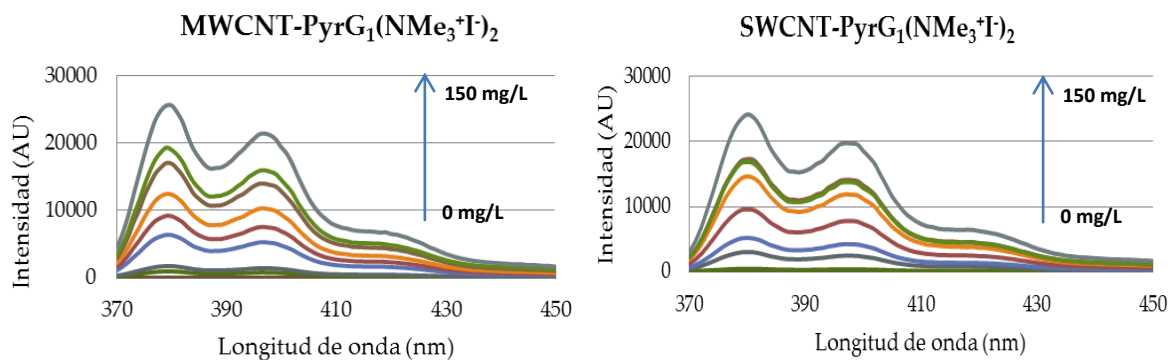 MWCNT-PyrG₁(NMe₃⁺I⁻)₂
30000
20000
10000
0
Intensidad (AU)
150 mg/L
0 mg/L
370 390 410 430 450
Longitud de onda (nm)
SWCNT-PyrG₁(NMe₃⁺I⁻)₂
30000
20000
10000
0
Intensidad (AU)
150 mg/L
0 mg/L
370 390 410 430 450
Longitud de onda (nm)